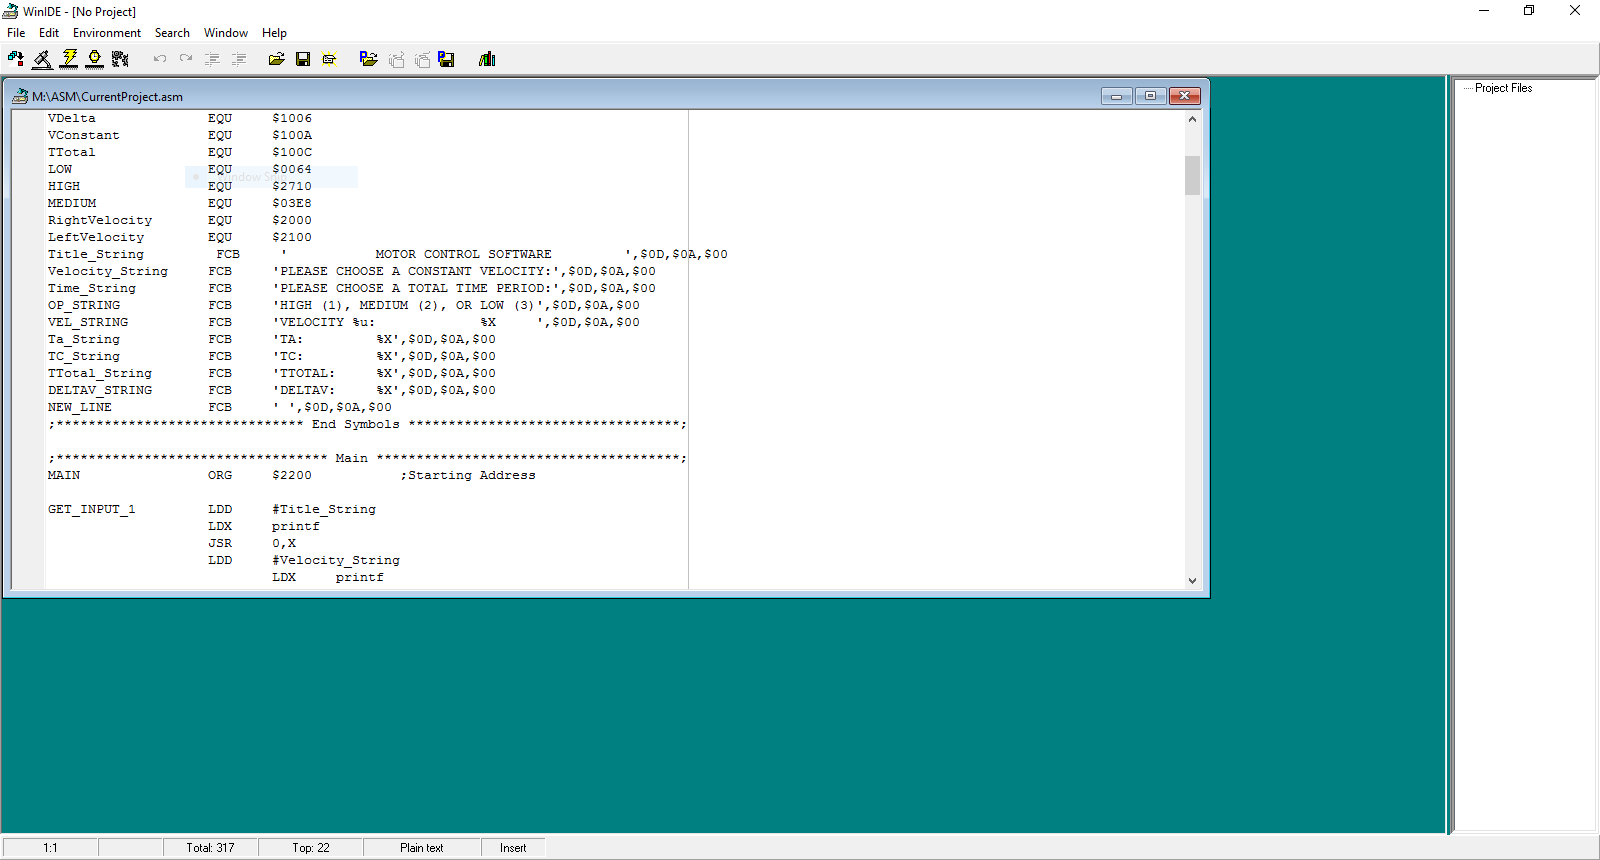 WinIDE - [No Project]
File Edit Environment Search Window Help
M:\ASM\CurrentProject.asm
Project Files
VDelta EQU $1006
VConstant EQU $100A
TTotal EQU $100C
LOW EQU $0064
Window
HIGH EQU $2710
MEDIUM EQU $03E8
RightVelocity EQU $2000
LeftVelocity EQU $2100
Title_String FCB ' MOTOR CONTROL SOFTWARE ',$0D,$0A,$00
Velocity_String FCB 'PLEASE CHOOSE A CONSTANT VELOCITY:',$0D,$0A,$00
Time_String FCB 'PLEASE CHOOSE A TOTAL TIME PERIOD:',$0D,$0A,$00
OP_STRING FCB 'HIGH (1), MEDIUM (2), OR LOW (3)',$0D,$0A,$00
VEL_STRING FCB 'VELOCITY %u: %X ',$0D,$0A,$00
Ta_String FCB 'TA: %X',$0D,$0A,$00
TC_String FCB 'TC: %X',$0D,$0A,$00
TTotal_String FCB 'TTOTAL: %X',$0D,$0A,$00
DELTAV_STRING FCB 'DELTAV: %X',$0D,$0A,$00
NEW_LINE FCB ' ',$0D,$0A,$00
;******************************* End Symbols **********************************;
;********************************** Main **************************************;
MAIN ORG $2200 ;Starting Address
GET_INPUT_1 LDD #Title_String
LDX printf
JSR 0,X
LDD #Velocity_String
LDX printf
1:1 Total: 317 Top: 22 Plain text Insert